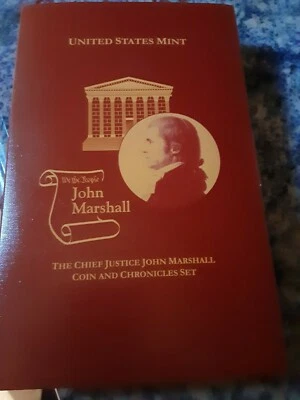 UNITED STATES MINT
We the People
John
Marshall
THE CHIEF JUSTICE JOHN MARSHALL
COIN AND CHRONICLES SET